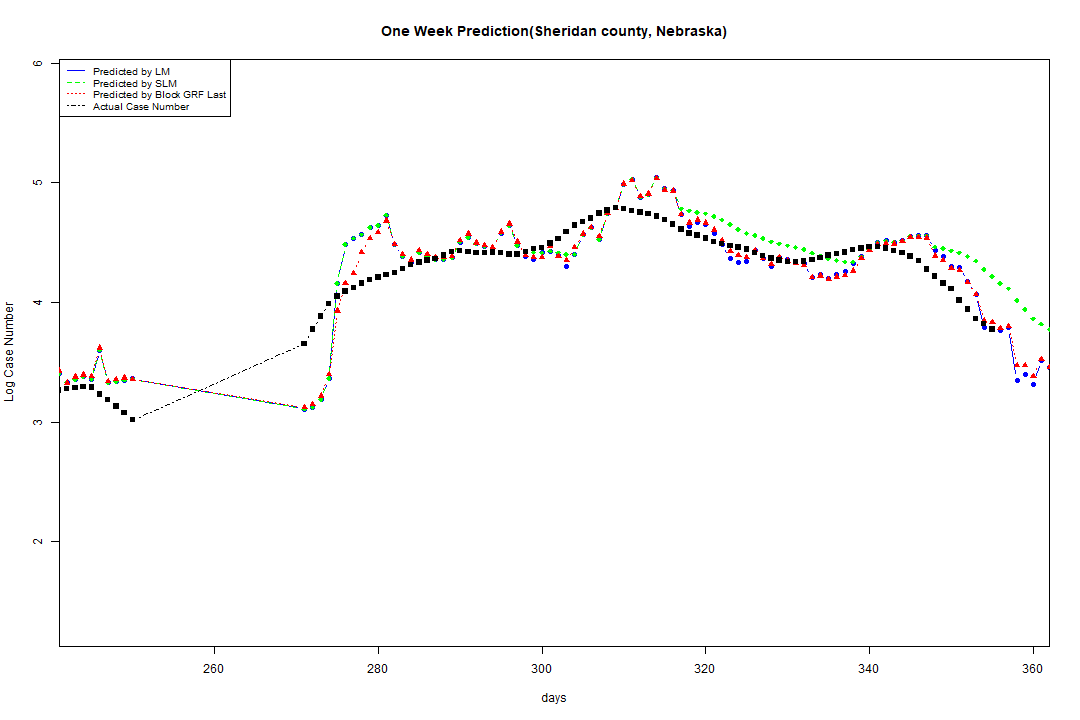 One Week Prediction(Sheridan county, Nebraska)
Predicted by LM
Predicted by SLM
Predicted by Block GRF Last
Actual Case Number
6
5
4
3
2
Log Case Number
260 280 300 320 340 360
days